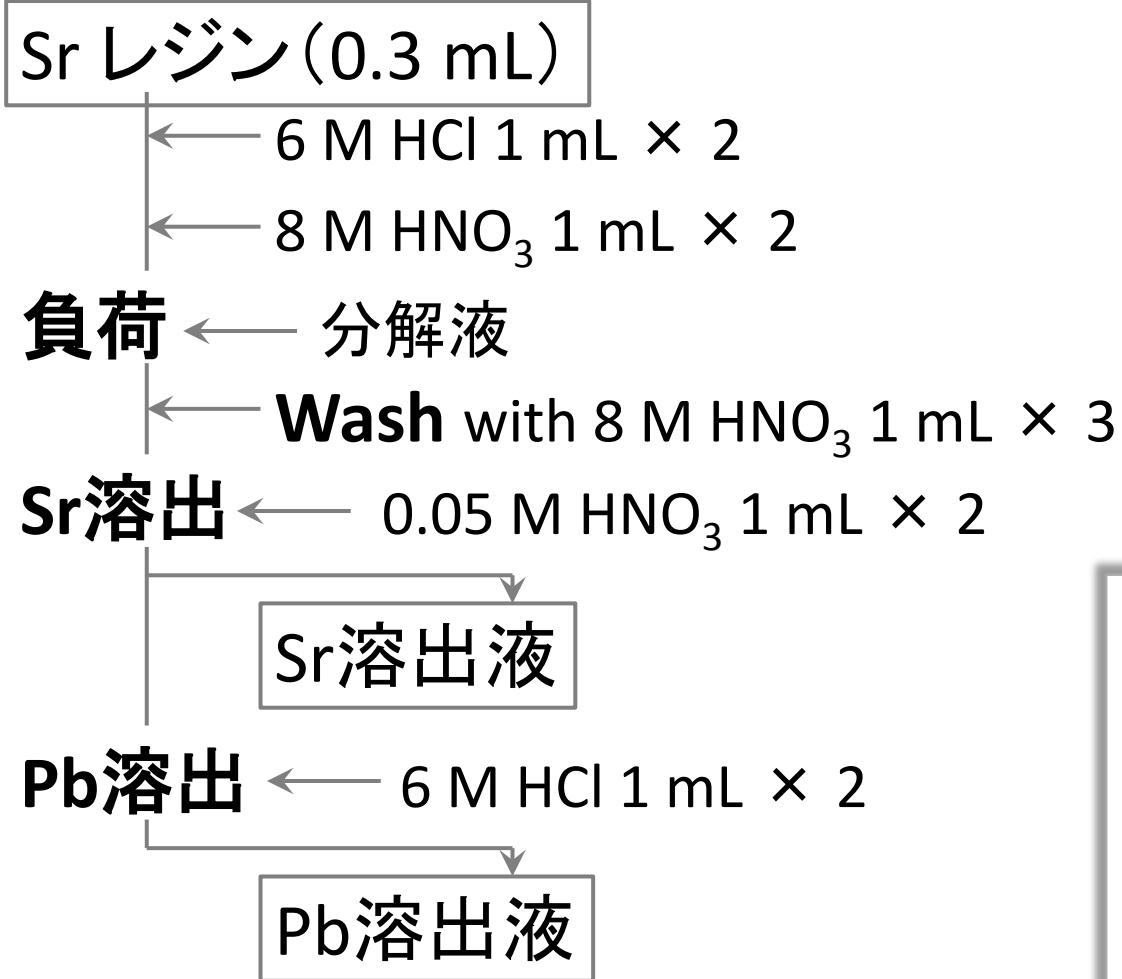 Sr レジン（0.3 mL）
6 M HCl 1 mL × 2
8 M HNO₃ 1 mL × 2
負荷 分解液
Wash with 8 M HNO₃ 1 mL × 3
Sr溶出 0.05 M HNO₃ 1 mL × 2
Sr溶出液
Pb溶出 6 M HCl 1 mL × 2
Pb溶出液